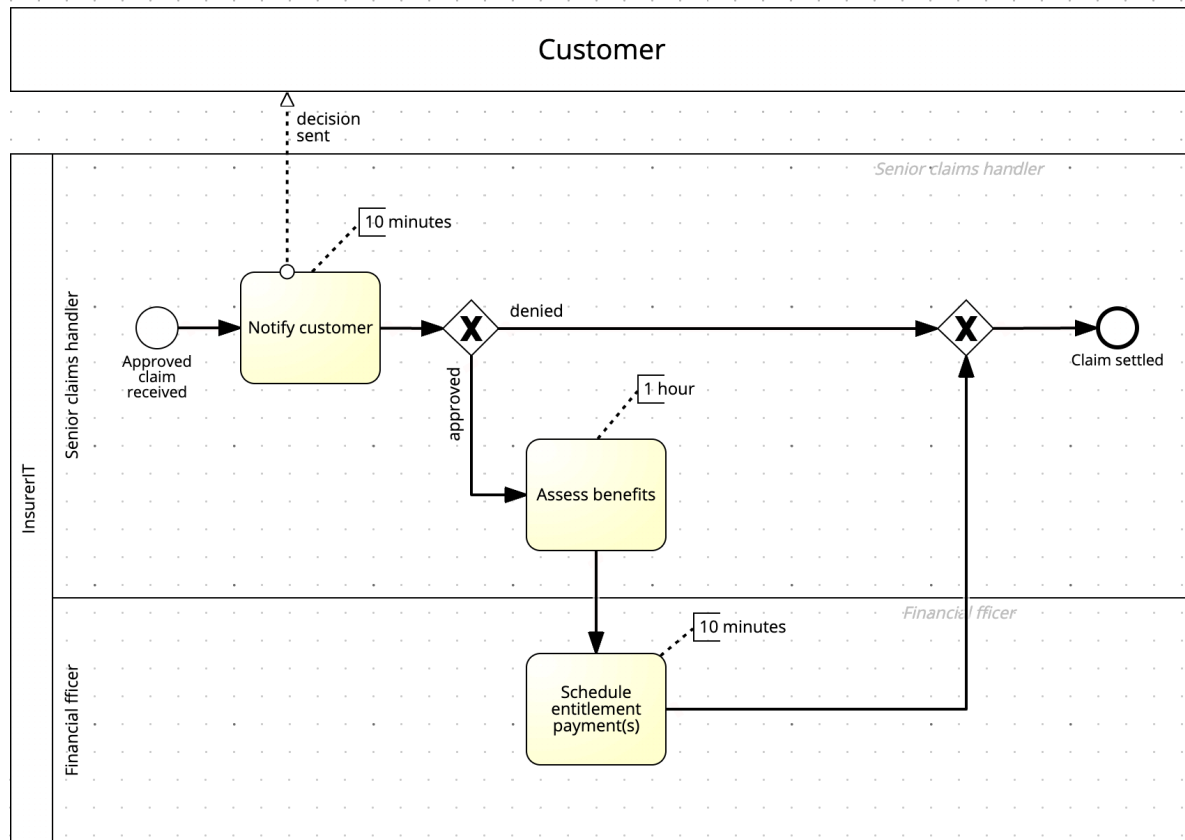 Customer
decision
sent
Senior claims handler
10 minutes
Notify customer
denied
Approved
claim
received
Claim settled
Senior claims handler
approved
1 hour
Assess benefits
InsurerIT
Financial fficer
10 minutes
Schedule
entitlement
payment(s)
Financial fficer